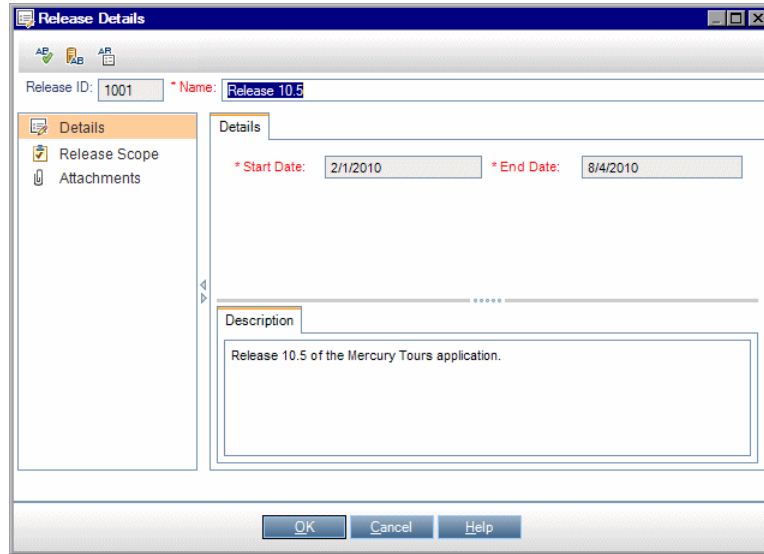 Release Details
Release ID: 1001 * Name: Release 10.5
Details
Release Scope
Attachments
Details
* Start Date: 2/1/2010 * End Date: 8/4/2010
Description
Release 10.5 of the Mercury Tours application.
OK Cancel Help